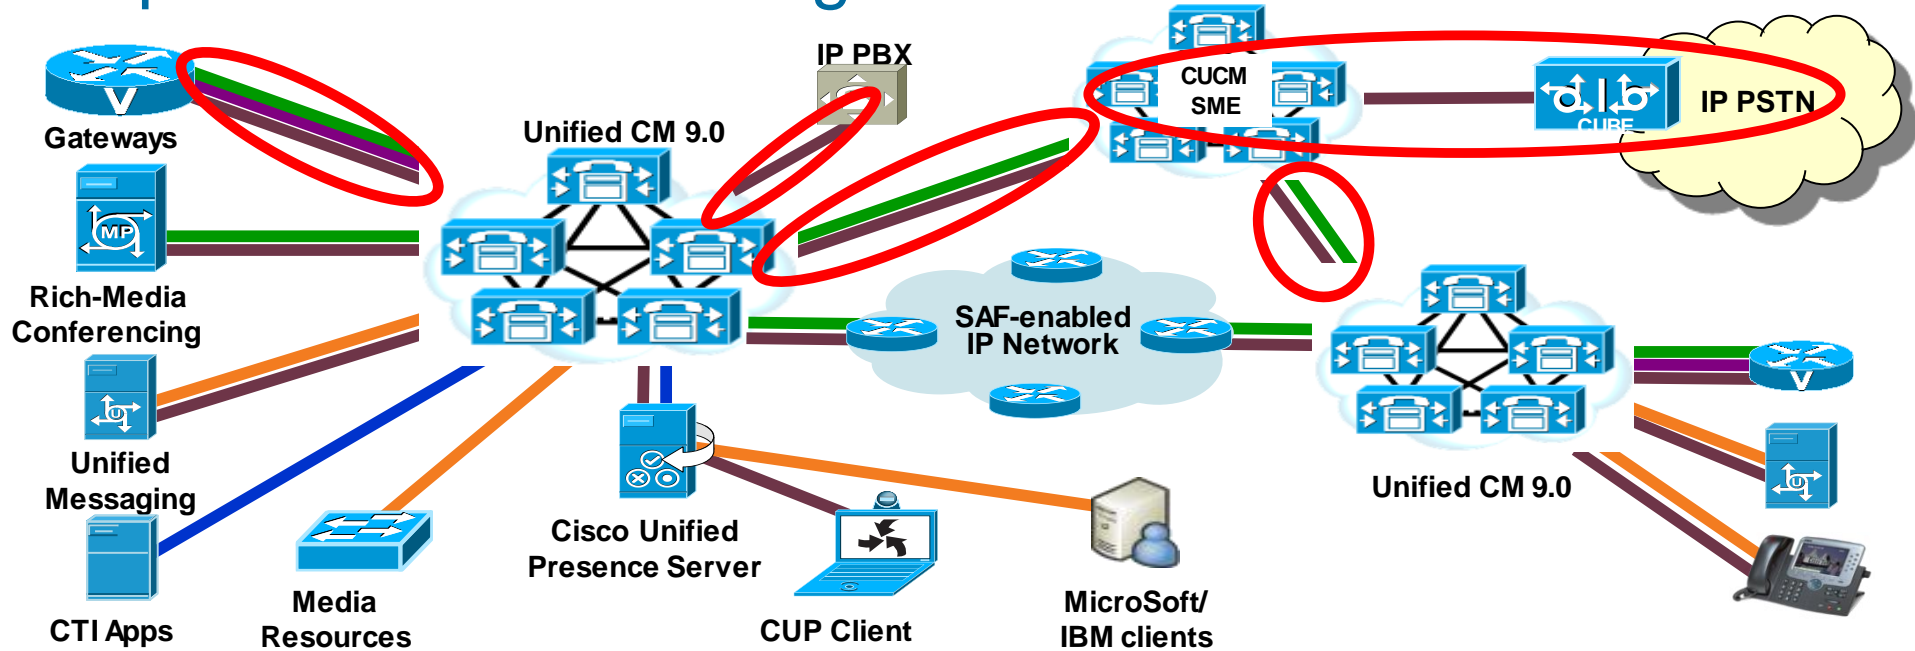 IP PBX
CUCM
SME
IP PSTN
CUBE
V
Gateways
Unified CM 9.0
MP
Rich-Media
Conferencing
SAF-enabled
IP Network
V
U
Unified
Messaging
Unified CM 9.0
U
Cisco Unified
Presence Server
CTI Apps
Media
Resources
CUP Client
MicroSoft/
IBM clients